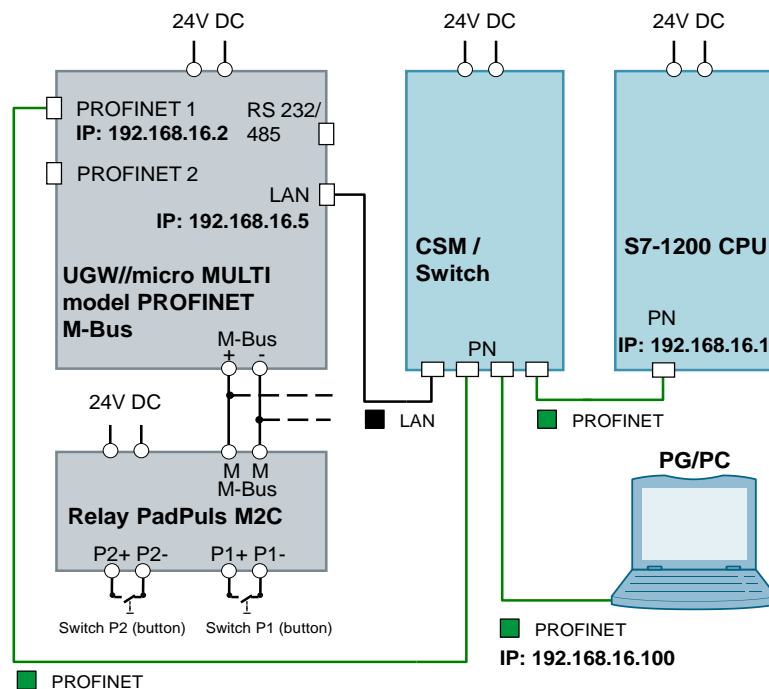 24V DC
24V DC
24V DC
PROFINET 1
IP: 192.168.16.2
RS 232/
485
PROFINET 2
LAN
IP: 192.168.16.5
UGW//micro MULTI
model PROFINET
M-Bus
M-Bus
+ -
CSM /
Switch
PN
S7-1200 CPU
PN
IP: 192.168.16.1
24V DC
LAN
PROFINET
M M
M-Bus
Relay PadPuls M2C
P2+ P2- P1+ P1-
Switch P2 (button) Switch P1 (button)
PG/PC
PROFINET
IP: 192.168.16.100
PROFINET